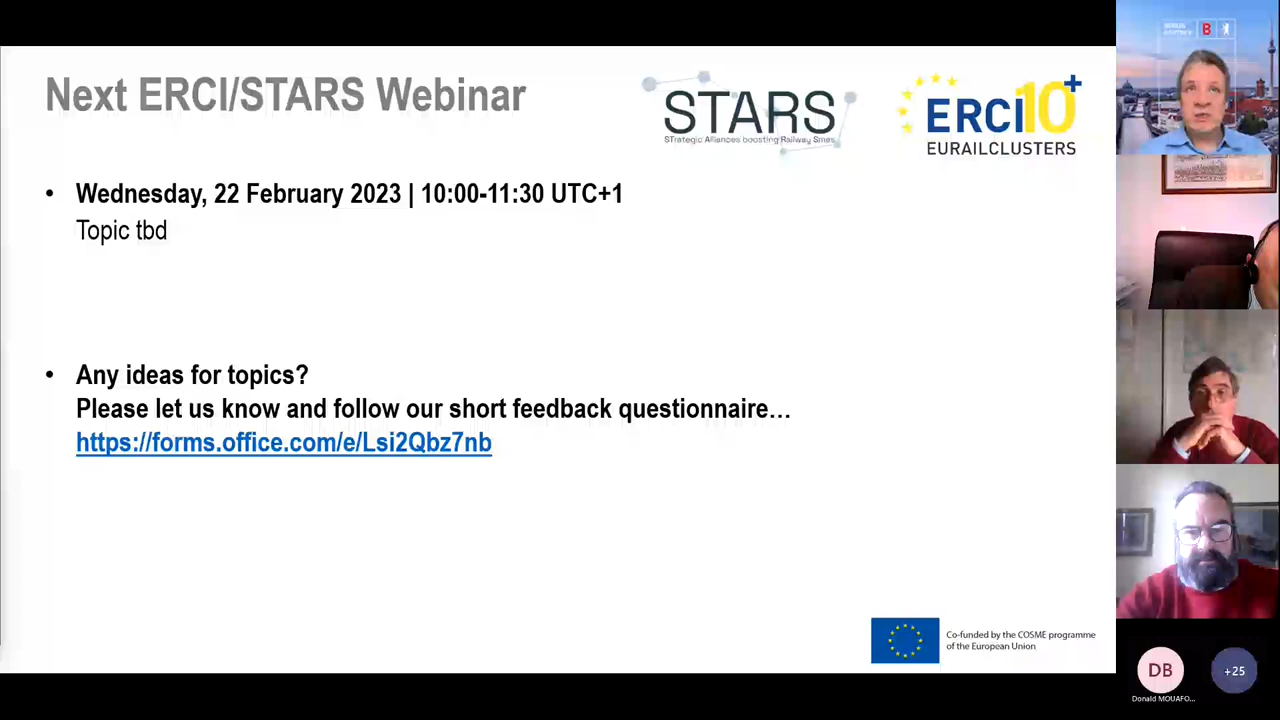 Next ERCI/STARS Webinar
STARS
STrategic Alliances boosting Railway Smes
ERCI10+
EURAILCLUSTERS
• Wednesday, 22 February 2023 | 10:00-11:30 UTC+1
Topic tbd
• Any ideas for topics?
Please let us know and follow our short feedback questionnaire…
https://forms.office.com/e/Lsi2Qbz7nb
Co-funded by the COSME programme
of the European Union
B
DB
+25
Donald MOUAFO...